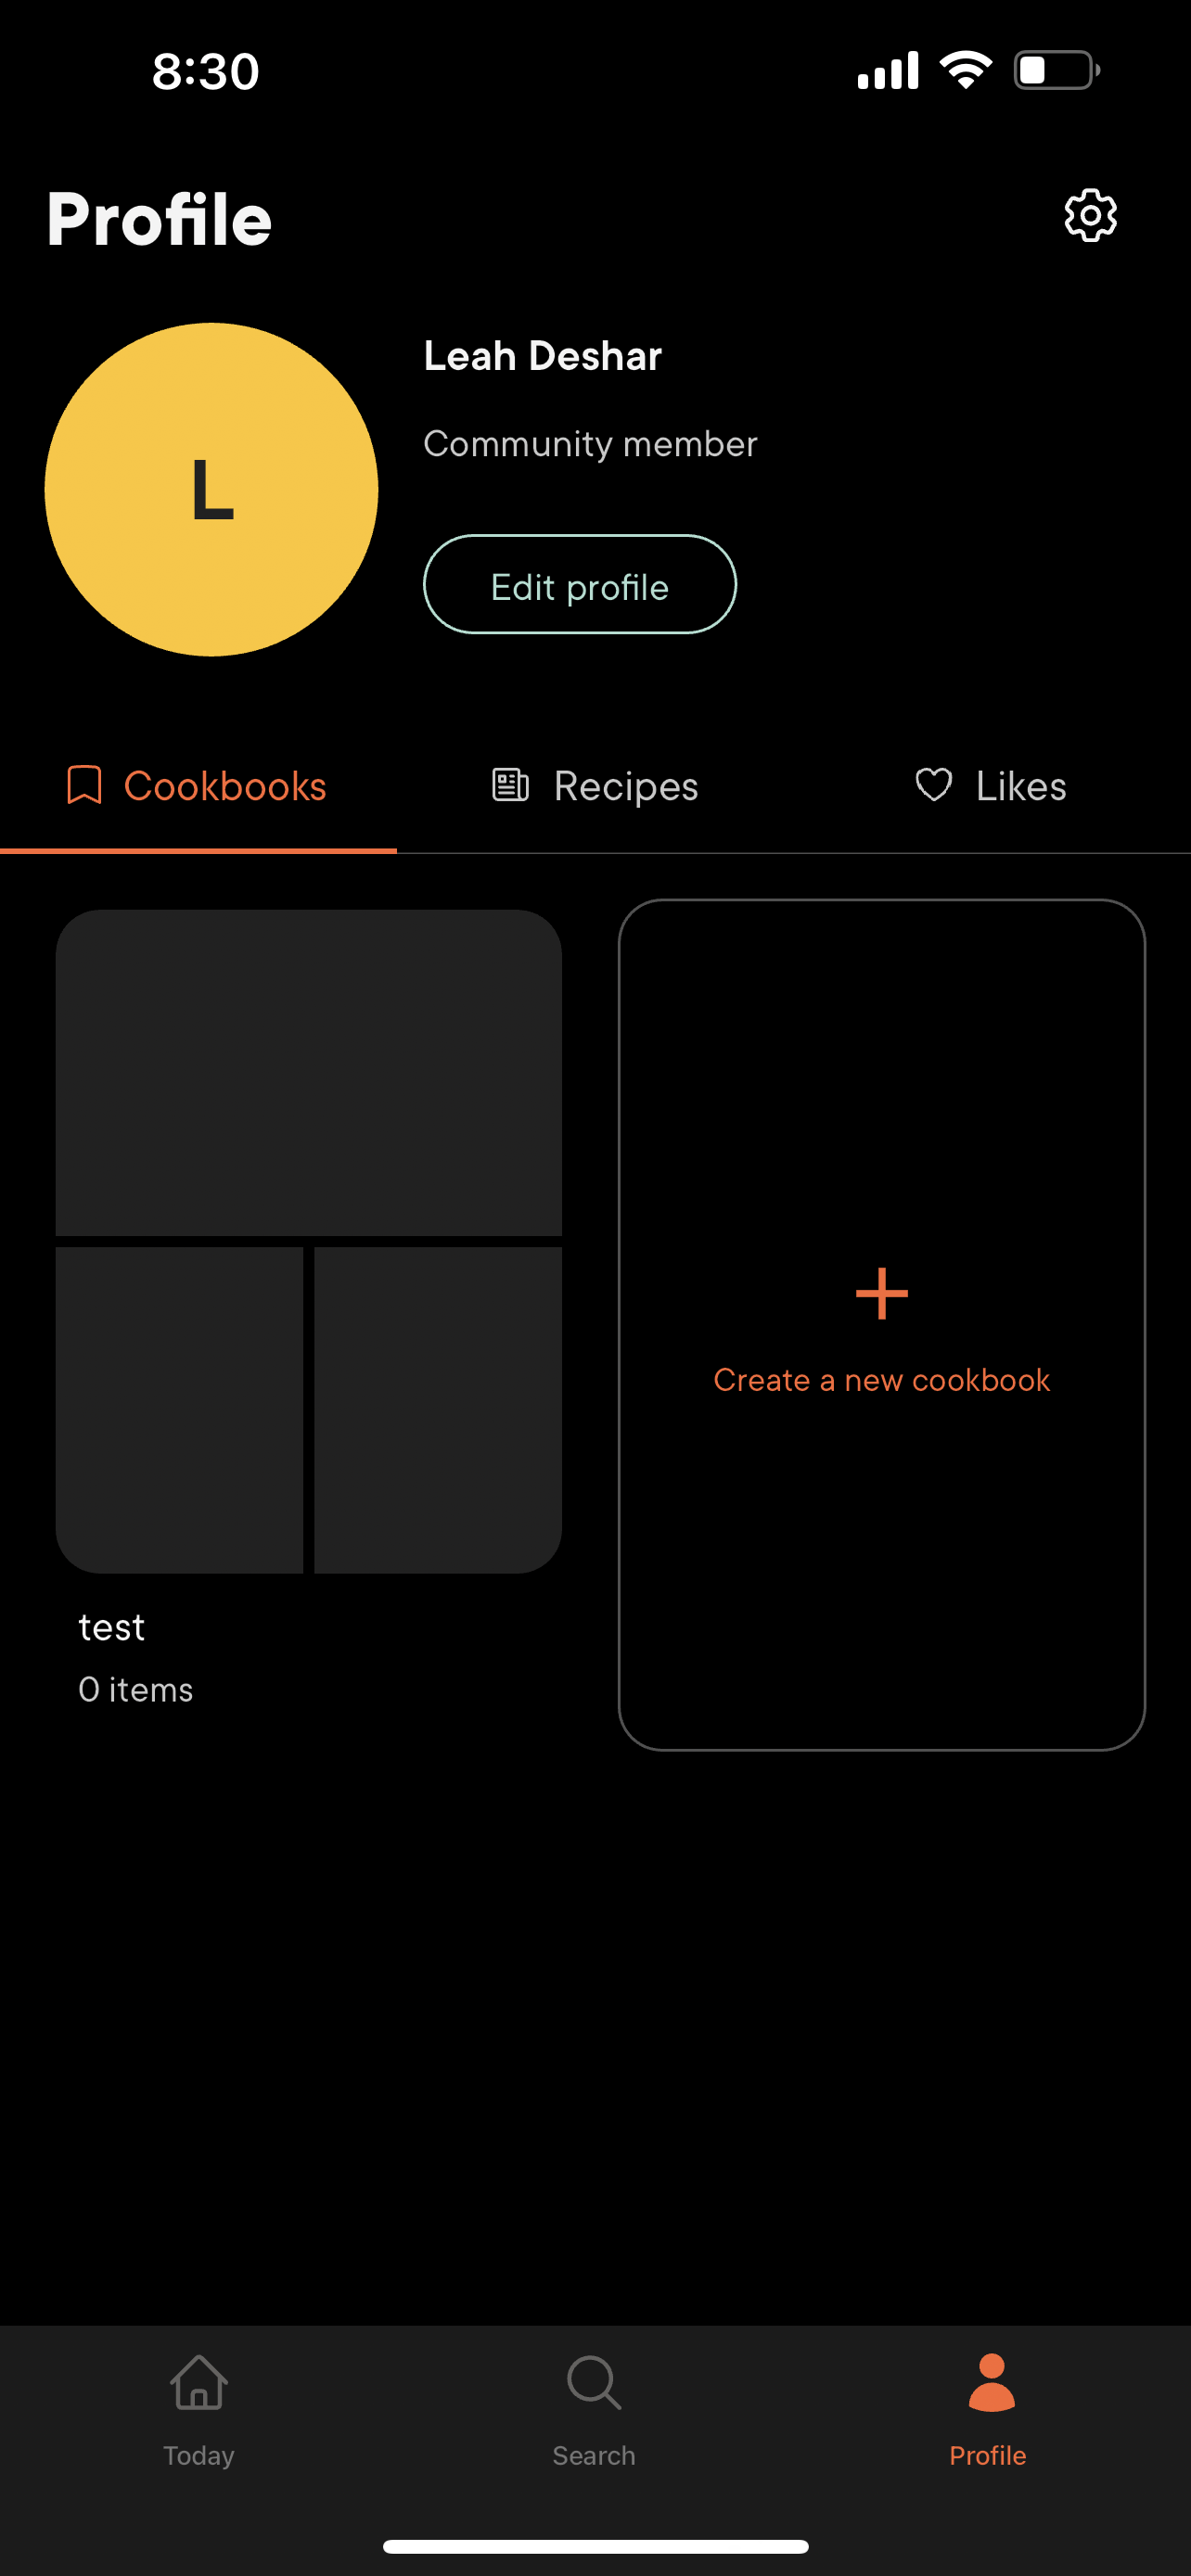 8:30
Profile
L
Leah Deshar
Community member
Edit profile
Cookbooks
Recipes
Likes
Create a new cookbook
test
0 items
Today
Search
Profile